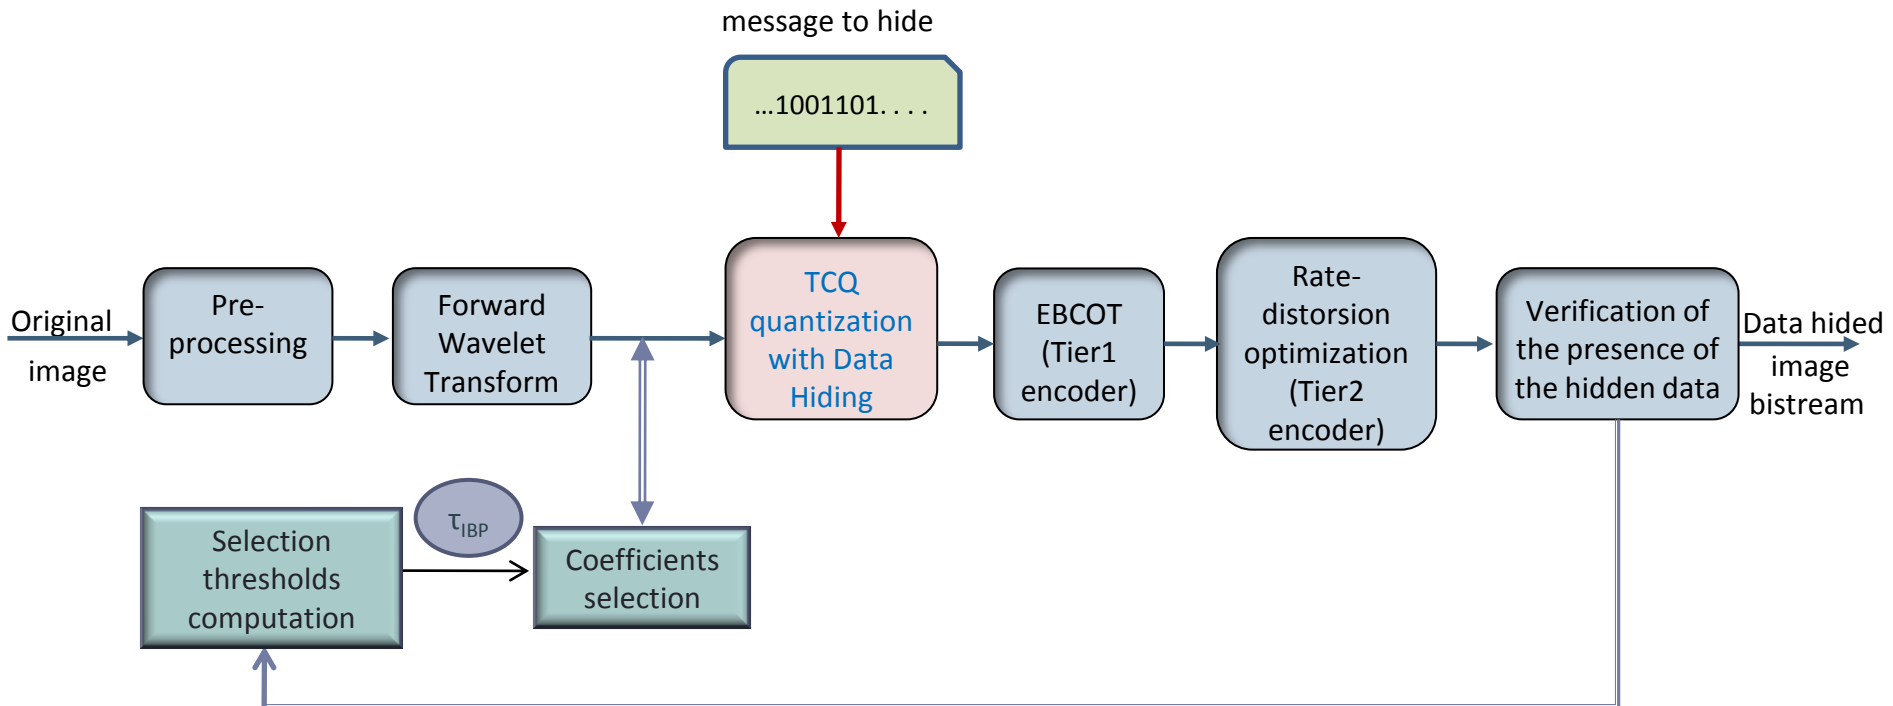 message to hide
...1001101. . . .
Original
image
Pre-
processing
Forward
Wavelet
Transform
TCQ
quantization
with Data
Hiding
EBCOT
(Tier1
encoder)
Rate-
distorsion
optimization
(Tier2
encoder)
Verification of
the presence of
the hidden data
Data hided
image
bistream
Selection
thresholds
computation
τIBP
Coefficients
selection